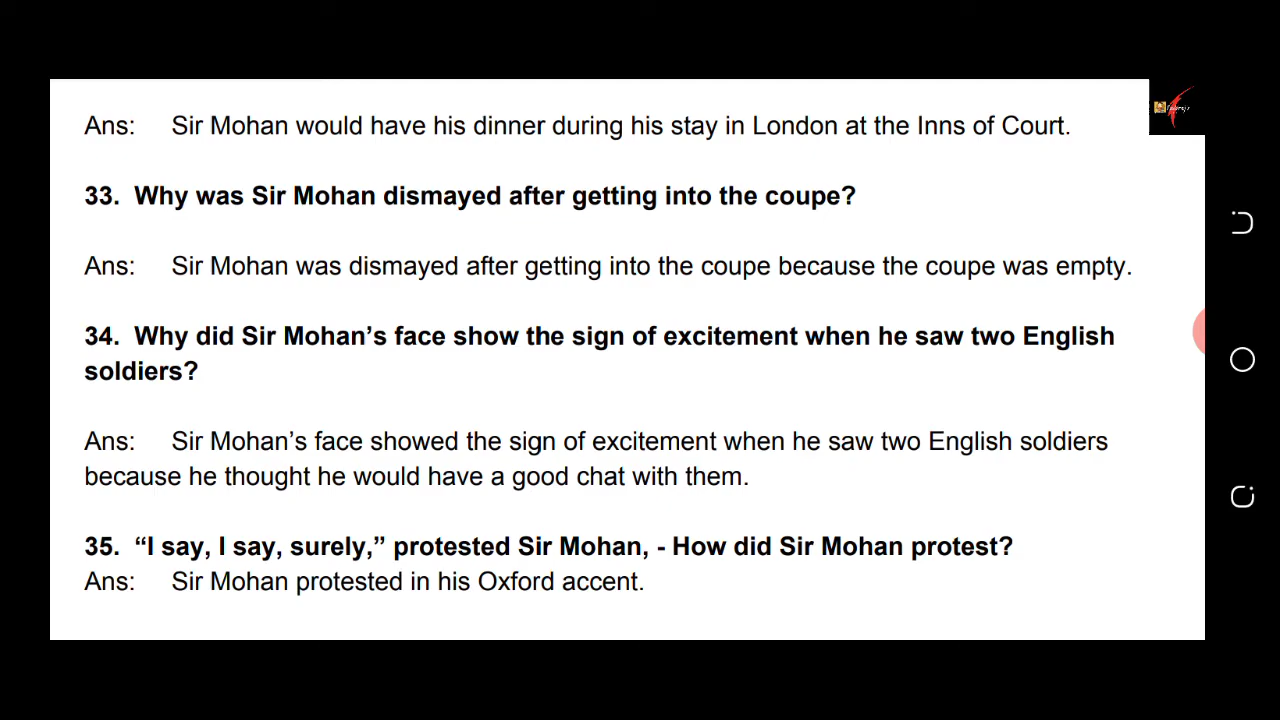 Ans: Sir Mohan would have his dinner during his stay in London at the Inns of Court.
33. Why was Sir Mohan dismayed after getting into the coupe?
Ans: Sir Mohan was dismayed after getting into the coupe because the coupe was empty.
34. Why did Sir Mohan’s face show the sign of excitement when he saw two English
soldiers?
Ans: Sir Mohan’s face showed the sign of excitement when he saw two English soldiers
because he thought he would have a good chat with them.
35. “I say, I say, surely,” protested Sir Mohan, - How did Sir Mohan protest?
Ans: Sir Mohan protested in his Oxford accent.